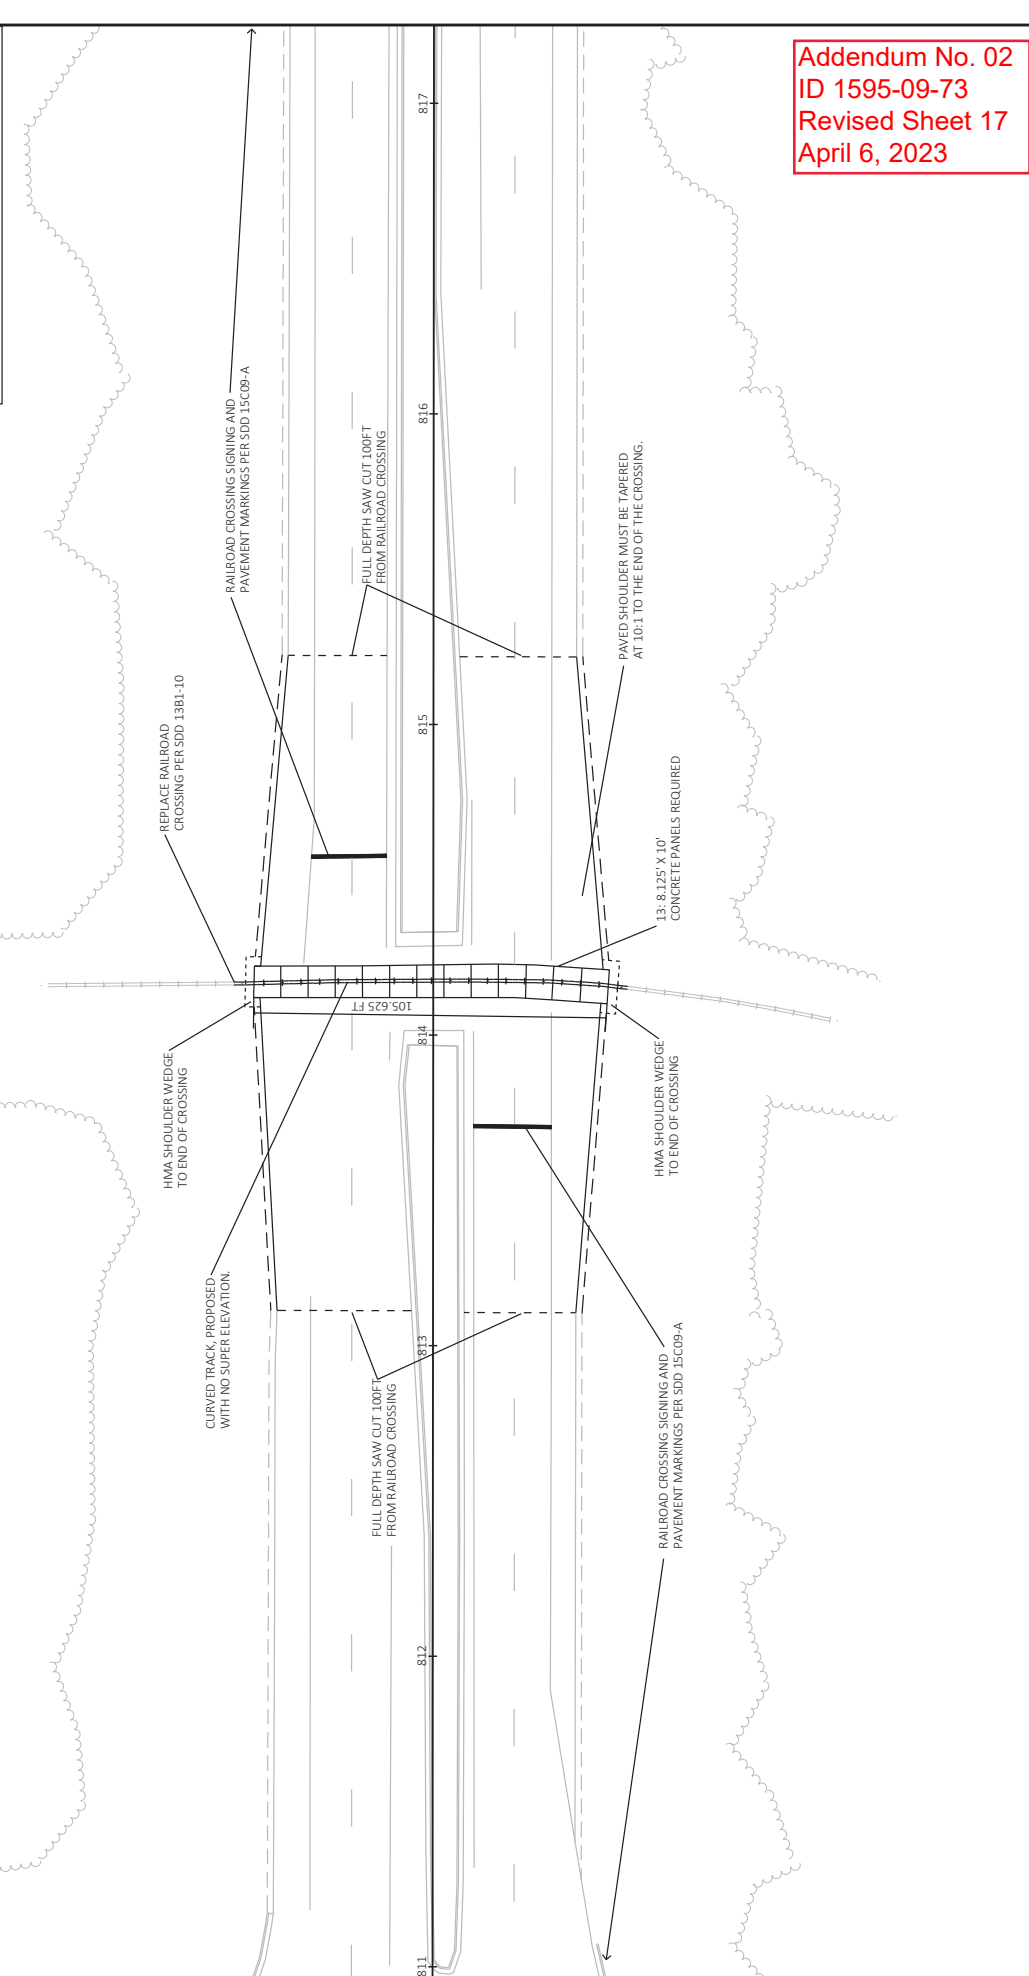 Addendum No. 02
ID 1595-09-73
Revised Sheet 17
April 6, 2023
817
RAILROAD CROSSING SIGNING AND
PAVEMENT MARKINGS PER SDD 15C09-A
816
FULL DEPTH SAW CUT 100FT
FROM RAILROAD CROSSING
PAVED SHOULDER MUST BE TAPERED
AT 10:1 TO THE END OF THE CROSSING.
REPLACE RAILROAD
CROSSING PER SDD 13B1-10
815
13: 8.125' X 10'
CONCRETE PANELS REQUIRED
105.625 FT
814
HMA SHOULDER WEDGE
TO END OF CROSSING
HMA SHOULDER WEDGE
TO END OF CROSSING
CURVED TRACK, PROPOSED
WITH NO SUPER ELEVATION.
813
FULL DEPTH SAW CUT 100FT
FROM RAILROAD CROSSING
RAILROAD CROSSING SIGNING AND
PAVEMENT MARKINGS PER SDD 15C09-A
812
811